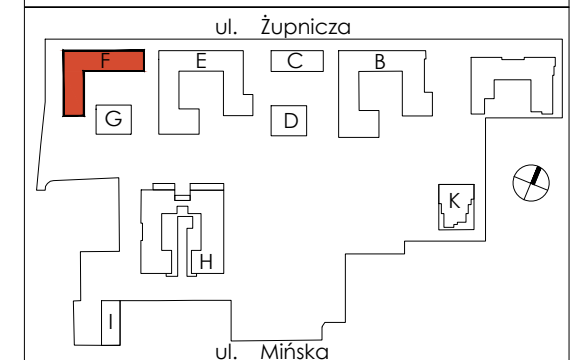 ul. Żupnicza
F E C B
G D
K
H
I
ul. Mińska